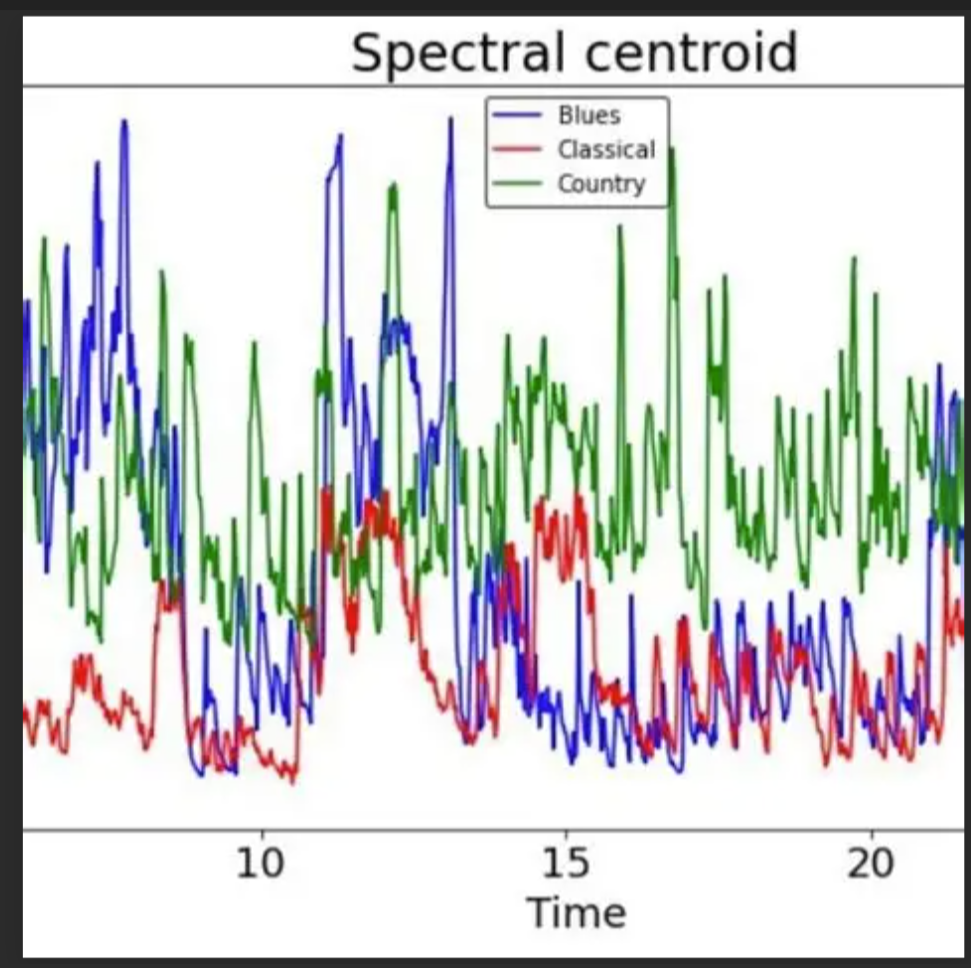 Spectral centroid
Blues
Classical
Country
10 15 20
Time